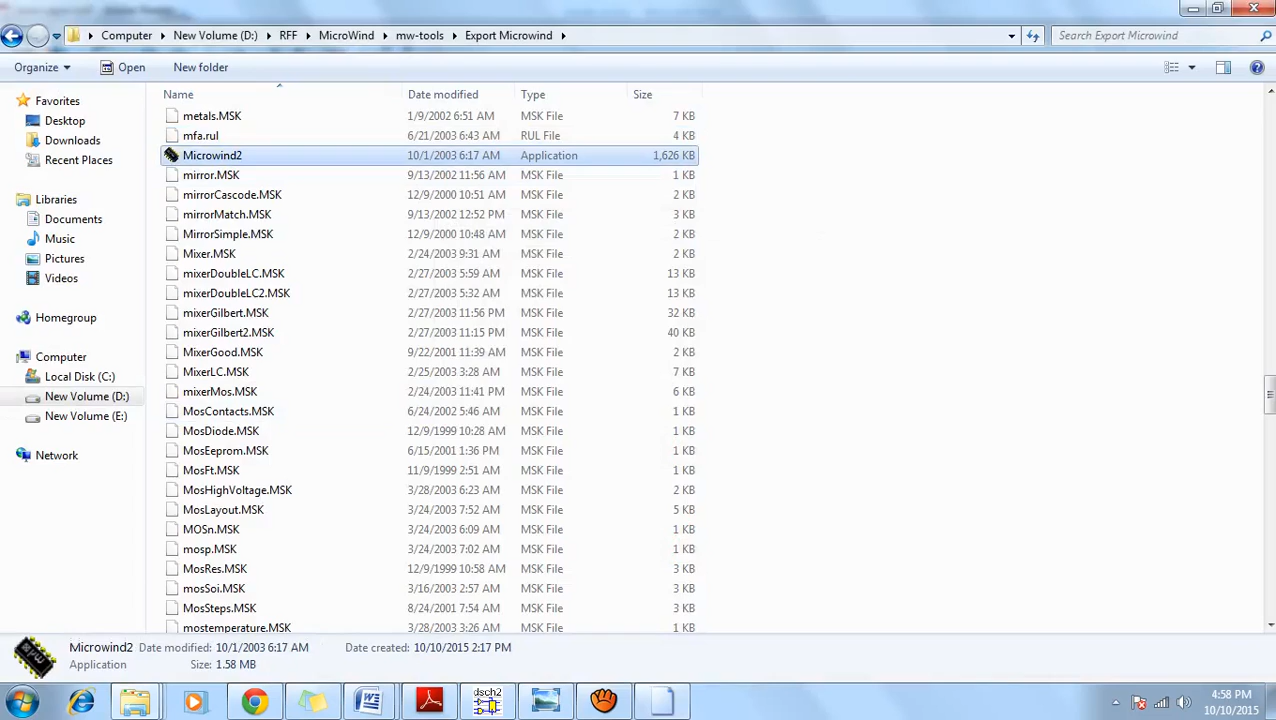 Computer New Volume (D:) RFF MicroWind mw-tools Export Microwind Search Export Microwind
Organize Open New folder
Name Date modified Type Size
Favorites
Desktop
Downloads
Recent Places
Libraries
Documents
Music
Pictures
Videos
Homegroup
Computer
Local Disk (C:)
New Volume (D:)
New Volume (E:)
Network
metals.MSK 1/9/2002 6:51 AM MSK File 7 KB
mfa.rul 6/21/2003 6:43 AM RUL File 4 KB
Microwind2 10/1/2003 6:17 AM Application 1,626 KB
mirror.MSK 9/13/2002 11:56 AM MSK File 1 KB
mirrorCascode.MSK 12/9/2000 10:51 AM MSK File 2 KB
mirrorMatch.MSK 9/13/2002 12:52 PM MSK File 3 KB
MirrorSimple.MSK 12/9/2000 10:48 AM MSK File 2 KB
Mixer.MSK 2/24/2003 9:31 AM MSK File 2 KB
mixerDoubleLC.MSK 2/27/2003 5:59 AM MSK File 13 KB
mixerDoubleLC2.MSK 2/27/2003 5:32 AM MSK File 13 KB
mixerGilbert.MSK 2/27/2003 11:56 PM MSK File 32 KB
mixerGilbert2.MSK 2/27/2003 11:15 PM MSK File 40 KB
MixerGood.MSK 9/22/2001 11:39 AM MSK File 2 KB
MixerLC.MSK 2/25/2003 3:28 AM MSK File 7 KB
mixerMos.MSK 2/24/2003 11:41 PM MSK File 6 KB
MosContacts.MSK 6/24/2002 5:46 AM MSK File 1 KB
MosDiode.MSK 12/9/1999 10:28 AM MSK File 1 KB
MosEeprom.MSK 6/15/2001 1:36 PM MSK File 1 KB
MosFt.MSK 11/9/1999 2:51 AM MSK File 1 KB
MosHighVoltage.MSK 3/28/2003 6:23 AM MSK File 2 KB
MosLayout.MSK 3/24/2003 7:52 AM MSK File 5 KB
MOSn.MSK 3/24/2003 6:09 AM MSK File 1 KB
mosp.MSK 3/24/2003 7:02 AM MSK File 1 KB
MosRes.MSK 12/9/1999 10:58 AM MSK File 3 KB
mosSoi.MSK 3/16/2003 2:57 AM MSK File 3 KB
MosSteps.MSK 8/24/2001 7:54 AM MSK File 3 KB
mostemperature.MSK 3/28/2003 3:26 AM MSK File 1 KB
Microwind2 Date modified: 10/1/2003 6:17 AM Date created: 10/10/2015 2:17 PM
Application Size: 1.58 MB
dsch2
4:58 PM
10/10/2015